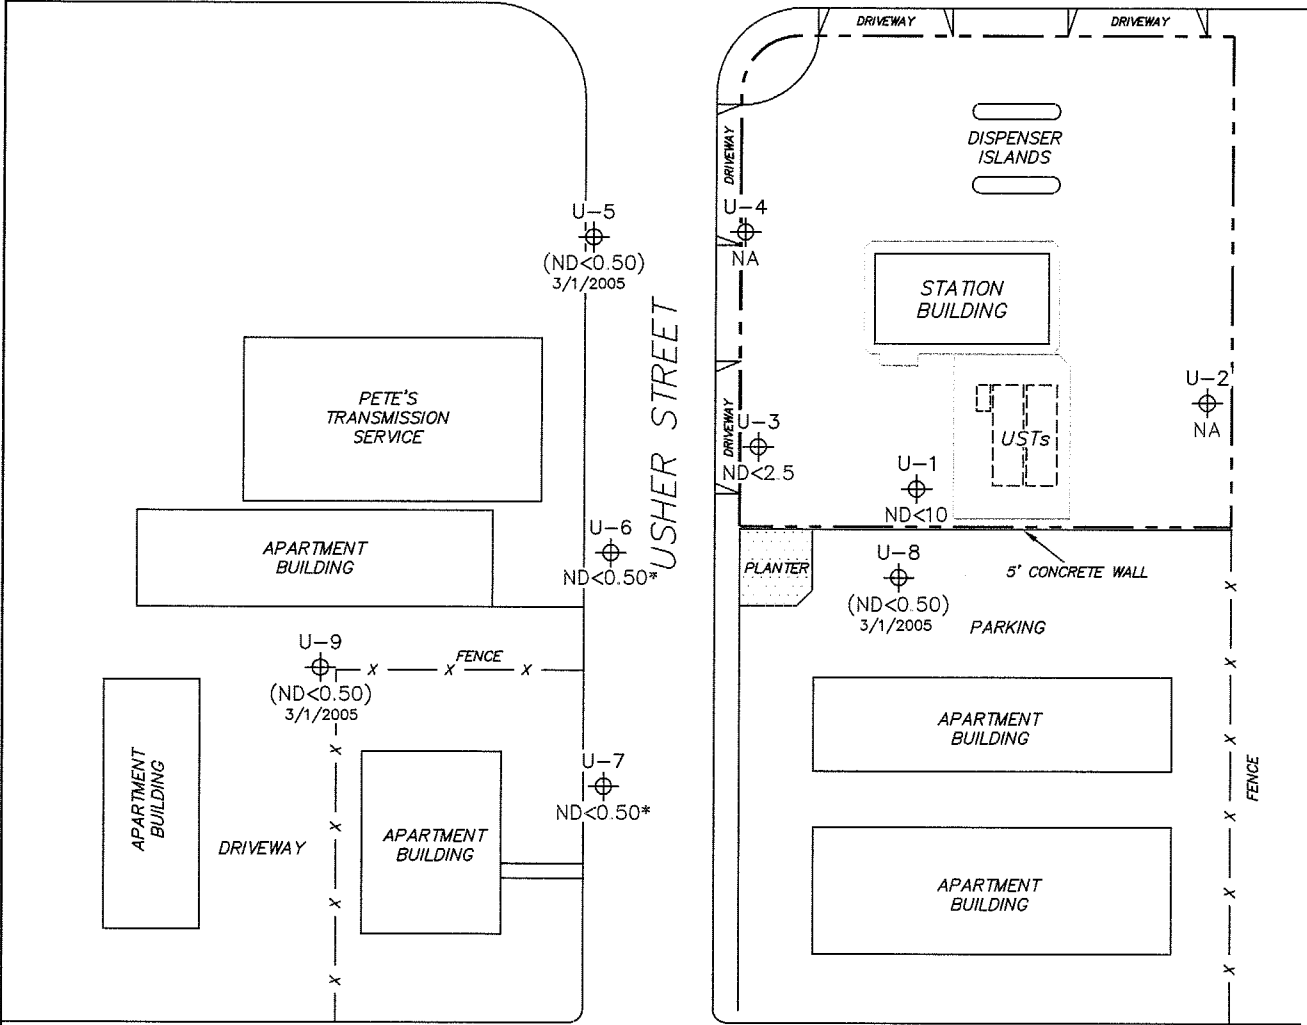 DRIVEWAY
DRIVEWAY
DISPENSER
ISLANDS
DRIVEWAY
U-5
(ND<0.50)
3/1/2005
U-4
NA
STATION
BUILDING
USHER STREET
PETE'S
TRANSMISSION
SERVICE
U-2
NA
DRIVEWAY
U-3
ND<2.5
USTs
U-1
ND<10
APARTMENT
BUILDING
U-6
ND<0.50*
PLANTER
U-8
(ND<0.50)
3/1/2005
5' CONCRETE WALL
PARKING
U-9
(ND<0.50)
3/1/2005
X
X
X
FENCE
X
X
X
X
APARTMENT
BUILDING
DRIVEWAY
APARTMENT
BUILDING
U-7
ND<0.50*
APARTMENT
BUILDING
APARTMENT
BUILDING
X
X
X
X
X
X
FENCE